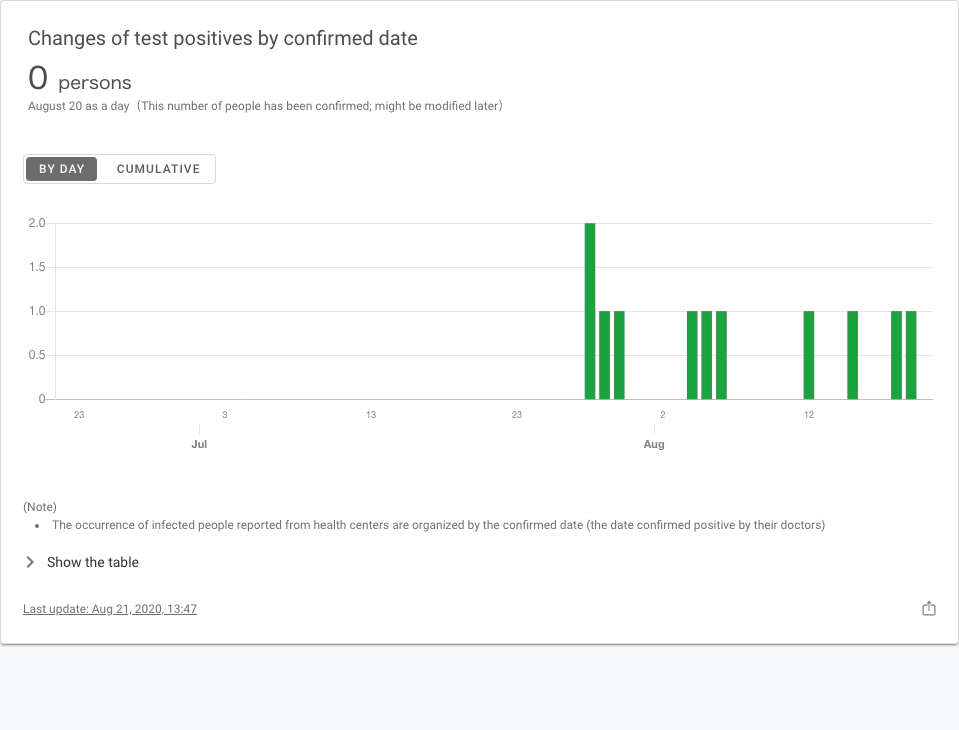 Changes of test positives by confirmed date
0 persons
August 20 as a day（This number of people has been confirmed; might be modified later）
BY DAY CUMULATIVE
2.0
1.5
1.0
0.5
0
23 3 13 23 2 12
Jul Aug
(Note)
• The occurrence of infected people reported from health centers are organized by the confirmed date (the date confirmed positive by their doctors)
Show the table
Last update: Aug 21, 2020, 13:47